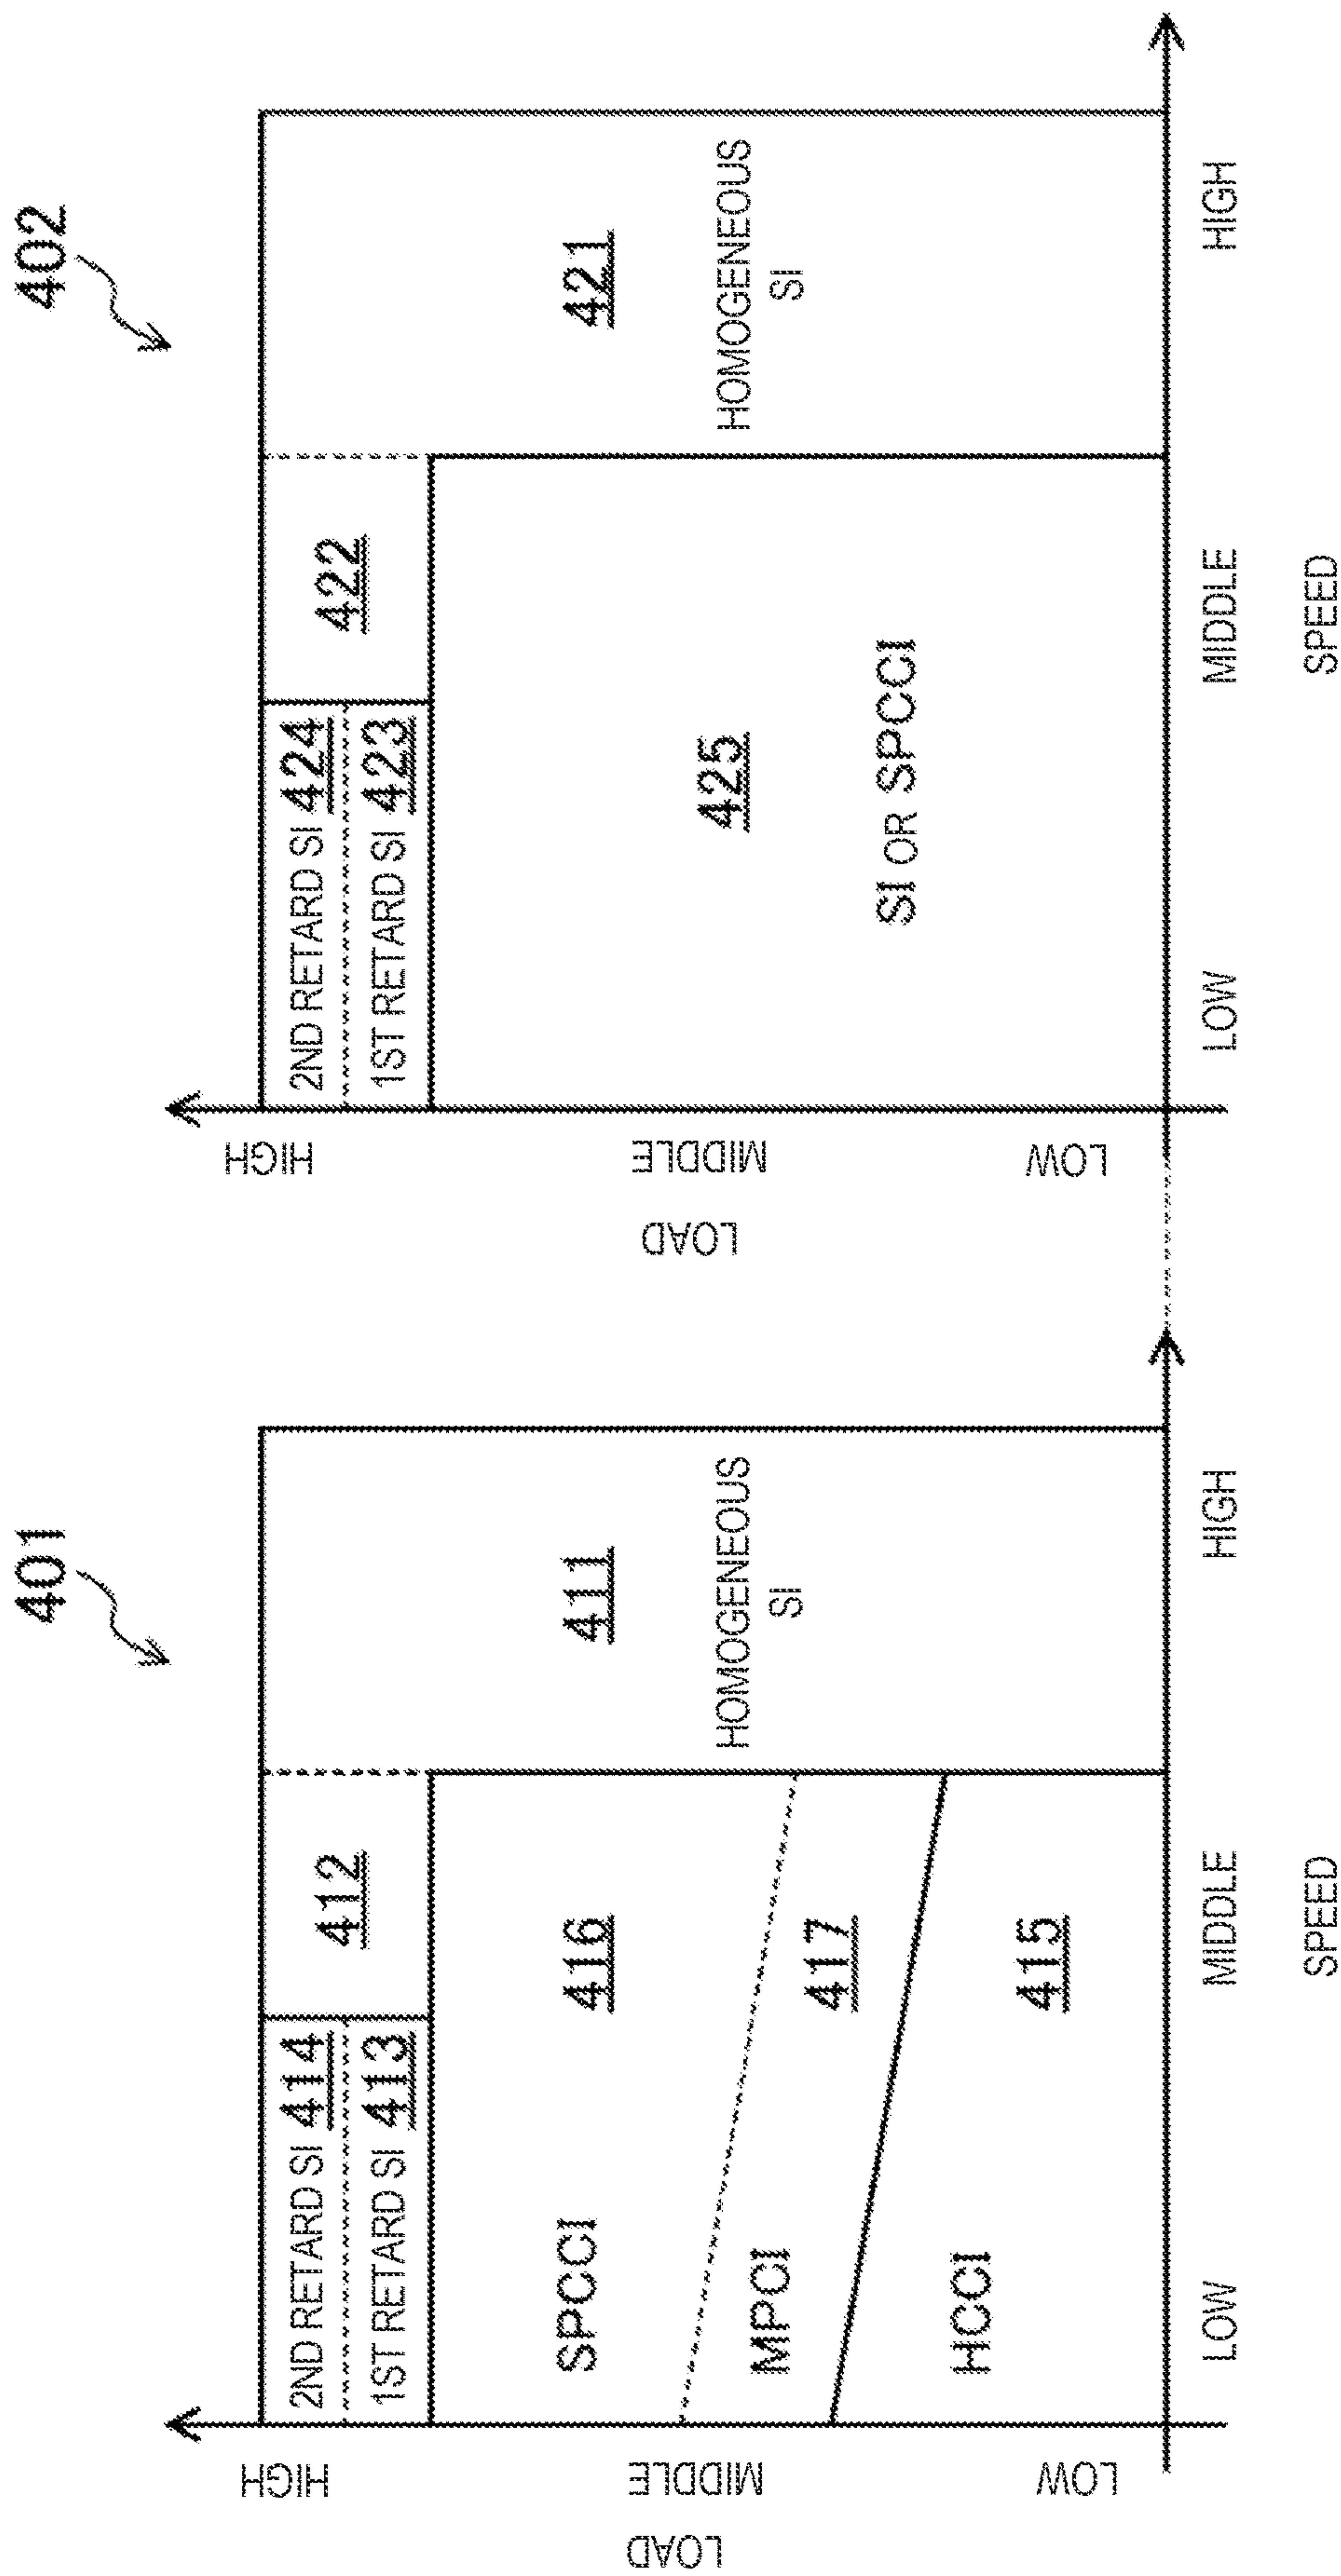 401
HIGH
MIDDLE
LOW
LOAD
2ND RETARD SI 414
1ST RETARD SI 413
412
411
HOMOGENEOUS
SI
416
SPCCI
417
MPCI
415
HCCI
LOW
MIDDLE
HIGH
SPEED
402
HIGH
MIDDLE
LOW
LOAD
2ND RETARD SI 424
1ST RETARD SI 423
422
421
HOMOGENEOUS
SI
425
SI OR SPCCI
LOW
MIDDLE
HIGH
SPEED